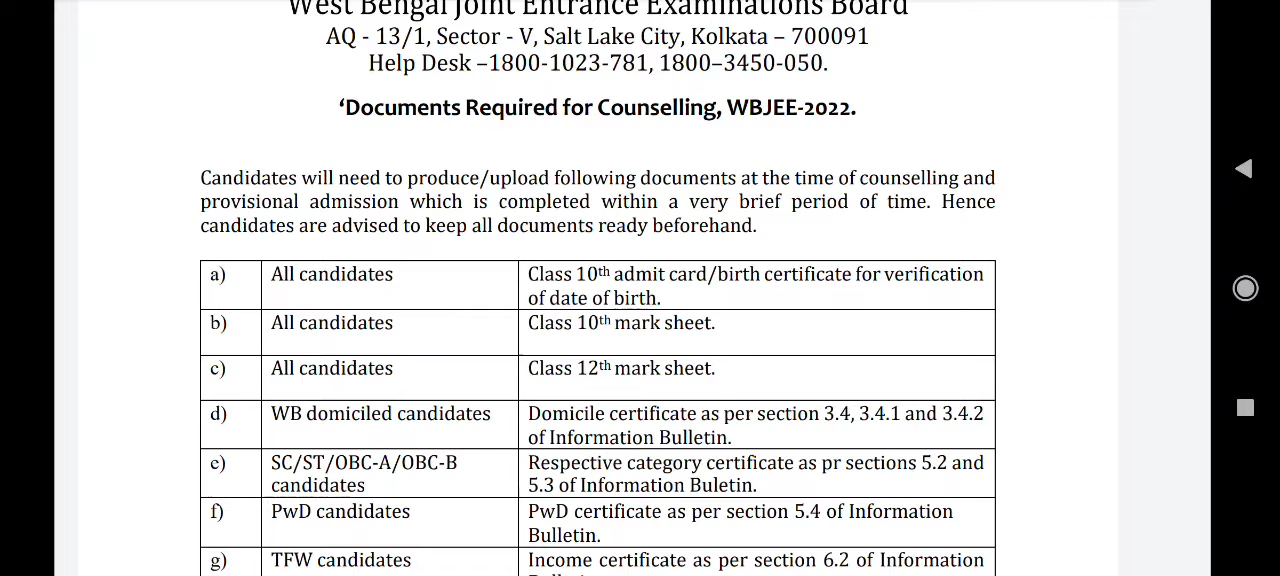 West Bengal Joint Entrance Examinations Board
AQ - 13/1, Sector - V, Salt Lake City, Kolkata – 700091
Help Desk –1800-1023-781, 1800–3450-050.
‘Documents Required for Counselling, WBJEE-2022.
Candidates will need to produce/upload following documents at the time of counselling and
provisional admission which is completed within a very brief period of time. Hence
candidates are advised to keep all documents ready beforehand.
a) All candidates Class 10th admit card/birth certificate for verification
of date of birth.
b) All candidates Class 10th mark sheet.
c) All candidates Class 12th mark sheet.
d) WB domiciled candidates Domicile certificate as per section 3.4, 3.4.1 and 3.4.2
of Information Bulletin.
e) SC/ST/OBC-A/OBC-B Respective category certificate as pr sections 5.2 and
candidates 5.3 of Information Buletin.
f) PwD candidates PwD certificate as per section 5.4 of Information
Bulletin.
g) TFW candidates Income certificate as per section 6.2 of Information